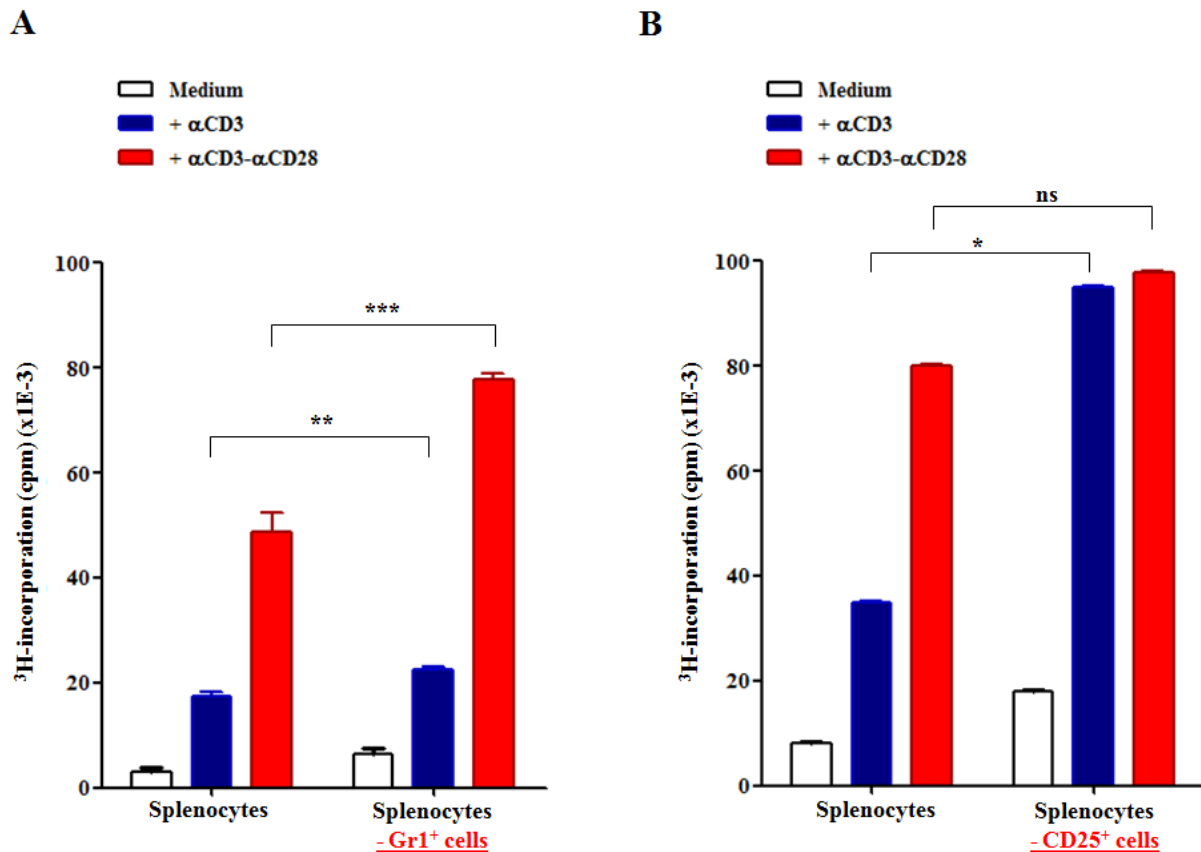 A
Medium
+ αCD3
+ αCD3-αCD28
³H-incorporation (cpm) (x1E-3)
100
80
60
40
20
0
***
**
Splenocytes
Splenocytes
- Gr1⁺ cells
B
Medium
+ αCD3
+ αCD3-αCD28
³H-incorporation (cpm) (x1E-3)
100
80
60
40
20
0
ns
*
Splenocytes
Splenocytes
- CD25⁺ cells